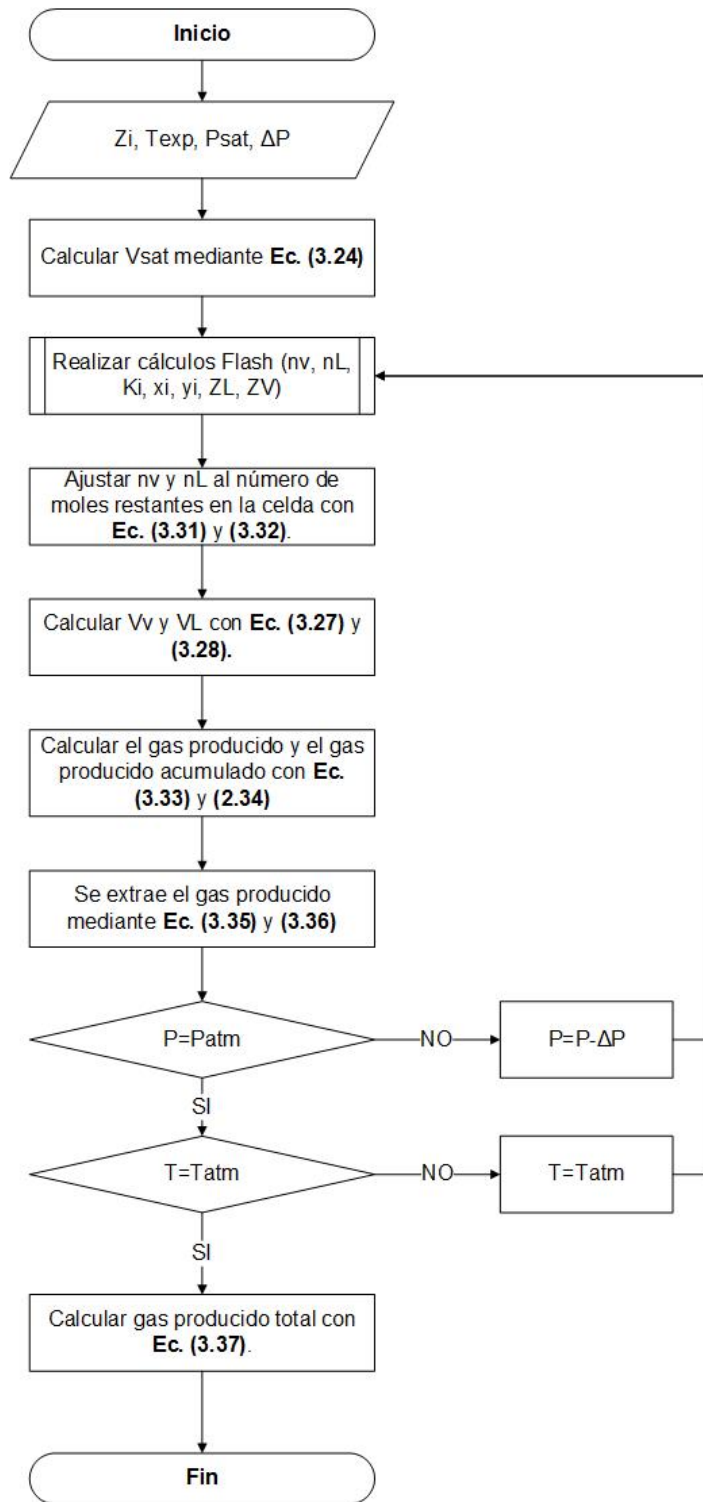 Inicio
Zi, Texp, Psat, ΔP
Calcular Vsat mediante Ec. (3.24)
Realizar cálculos Flash (nv, nL,
Ki, xi, yi, ZL, ZV)
Ajustar nv y nL al número de
moles restantes en la celda con
Ec. (3.31) y (3.32).
Calcular Vv y VL con Ec. (3.27) y
(3.28).
Calcular el gas producido y el gas
producido acumulado con Ec.
(3.33) y (2.34)
Se extrae el gas producido
mediante Ec. (3.35) y (3.36)
P=Patm
NO
P=P-ΔP
SI
T=Tatm
NO
T=Tatm
SI
Calcular gas producido total con
Ec. (3.37).
Fin